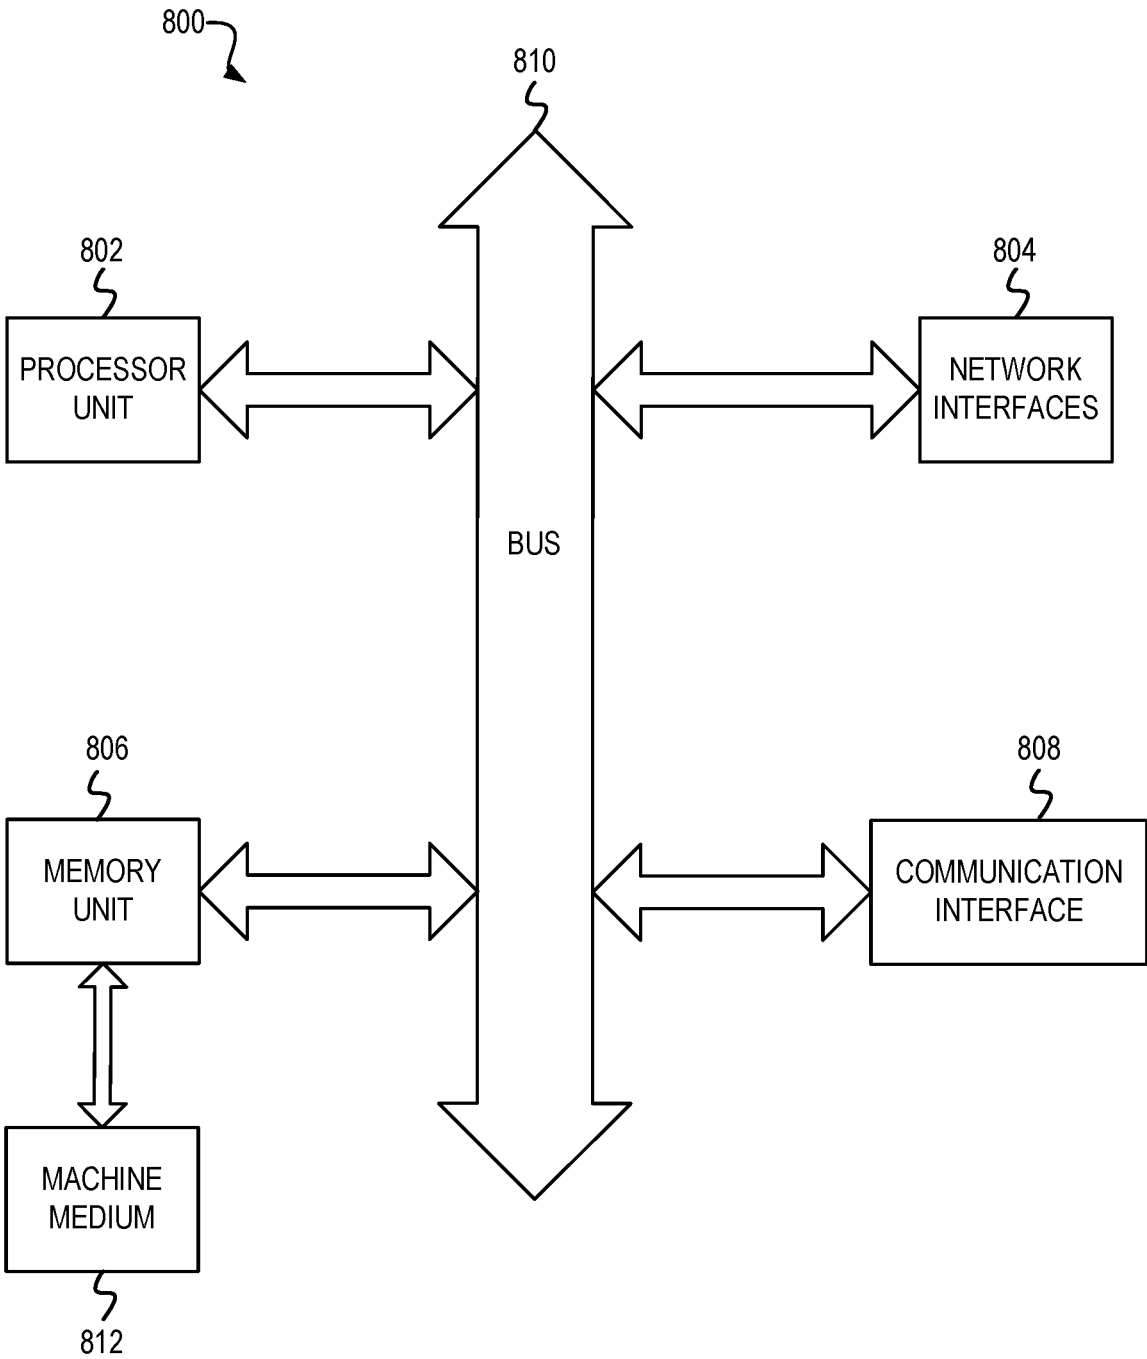 800
810
802
804
PROCESSOR
UNIT
NETWORK
INTERFACES
BUS
806
808
MEMORY
UNIT
COMMUNICATION
INTERFACE
MACHINE
MEDIUM
812